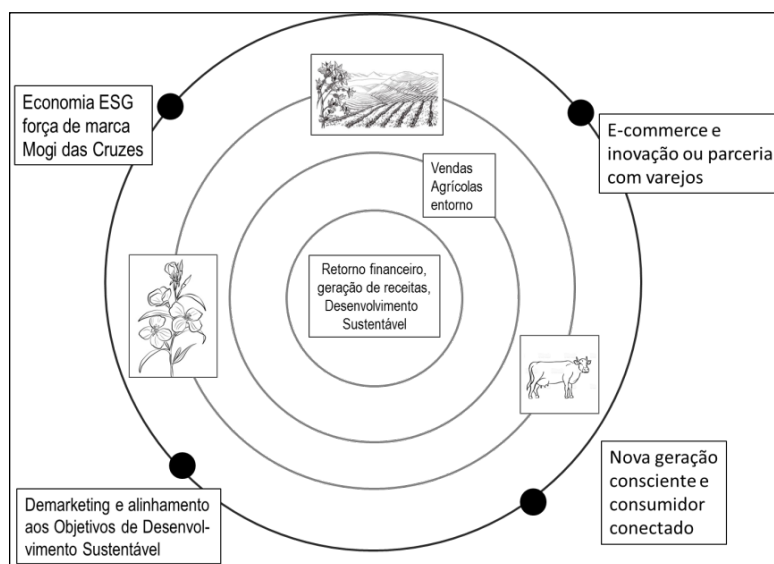 Economia ESG
força de marca
Mogi das Cruzes
E-commerce e
inovação ou parceria
com varejos
Vendas
Agrícolas
entorno
Retorno financeiro,
geração de receitas,
Desenvolvimento
Sustentável
Demarketing e alinhamento
aos Objetivos de Desenvol-
vimento Sustentável
Nova geração
consciente e
consumidor
conectado